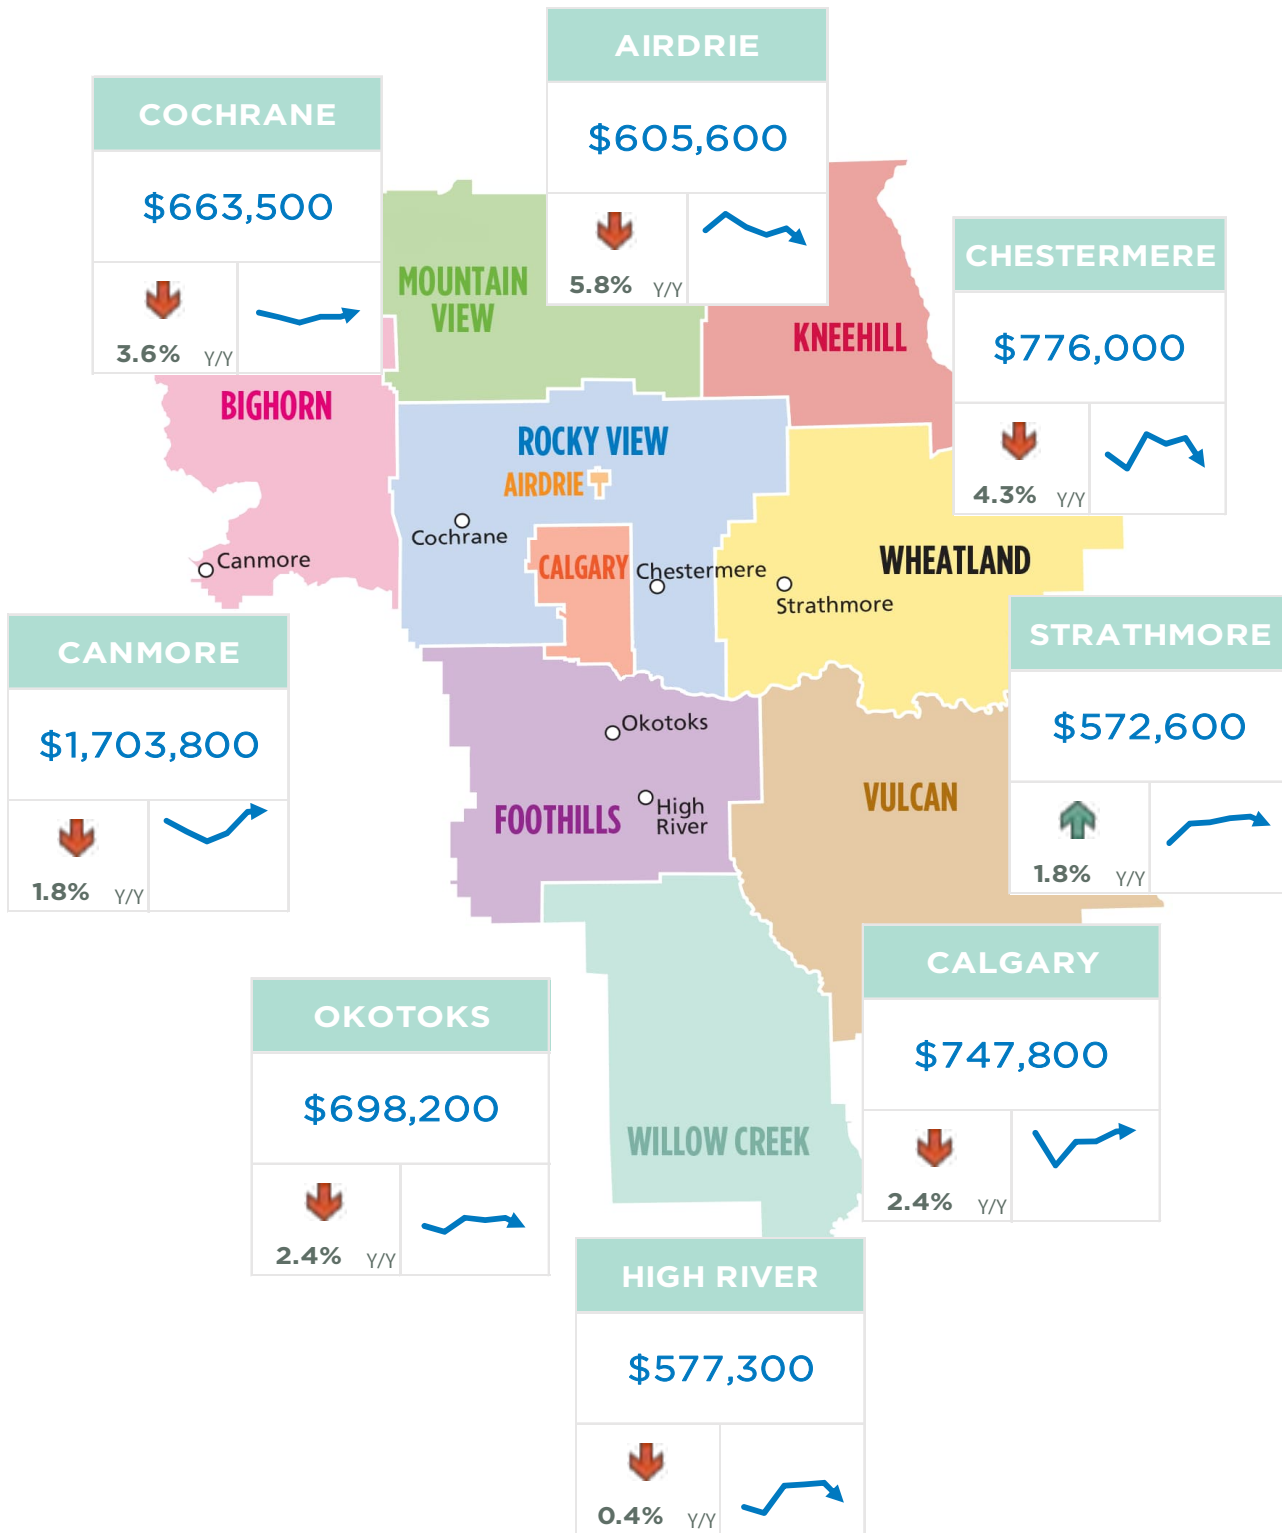 AIRDRIE
$605,600
5.8% Y/Y
COCHRANE
$663,500
3.6% Y/Y
CHESTERMERE
$776,000
4.3% Y/Y
MOUNTAIN
VIEW
KNEEHILL
BIGHORN
ROCKY VIEW
AIRDRIE
Cochrane
Canmore
CALGARY
Chestermere
WHEATLAND
Strathmore
CANMORE
$1,703,800
1.8% Y/Y
STRATHMORE
$572,600
1.8% Y/Y
Okotoks
High
River
FOOTHILLS
VULCAN
CALGARY
$747,800
2.4% Y/Y
OKOTOKS
$698,200
2.4% Y/Y
WILLOW CREEK
HIGH RIVER
$577,300
0.4% Y/Y